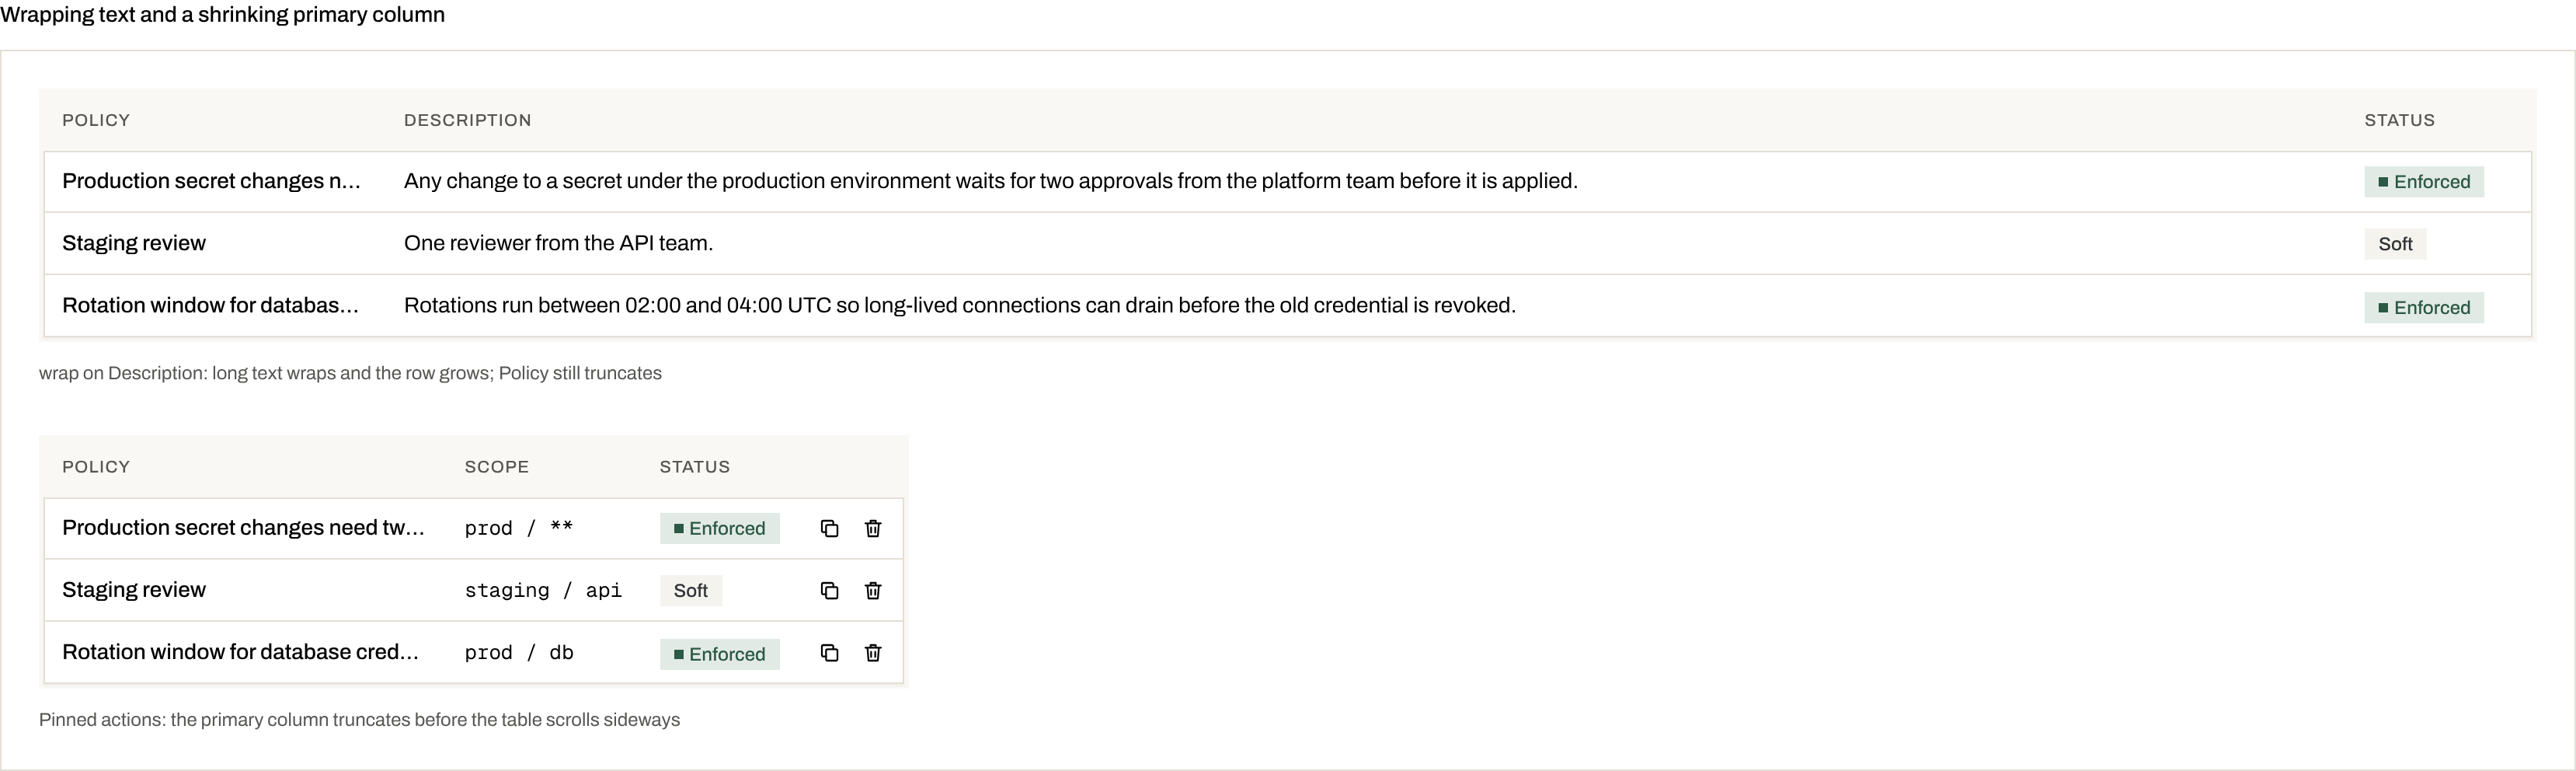 Wrapping text and a shrinking primary column
POLICY DESCRIPTION STATUS
Production secret changes n... Any change to a secret under the production environment waits for two approvals from the platform team before it is applied. Enforced
Staging review One reviewer from the API team. Soft
Rotation window for databas... Rotations run between 02:00 and 04:00 UTC so long-lived connections can drain before the old credential is revoked. Enforced
wrap on Description: long text wraps and the row grows; Policy still truncates
POLICY SCOPE STATUS
Production secret changes need tw... prod / ** Enforced
Staging review staging / api Soft
Rotation window for database cred... prod / db Enforced
Pinned actions: the primary column truncates before the table scrolls sideways